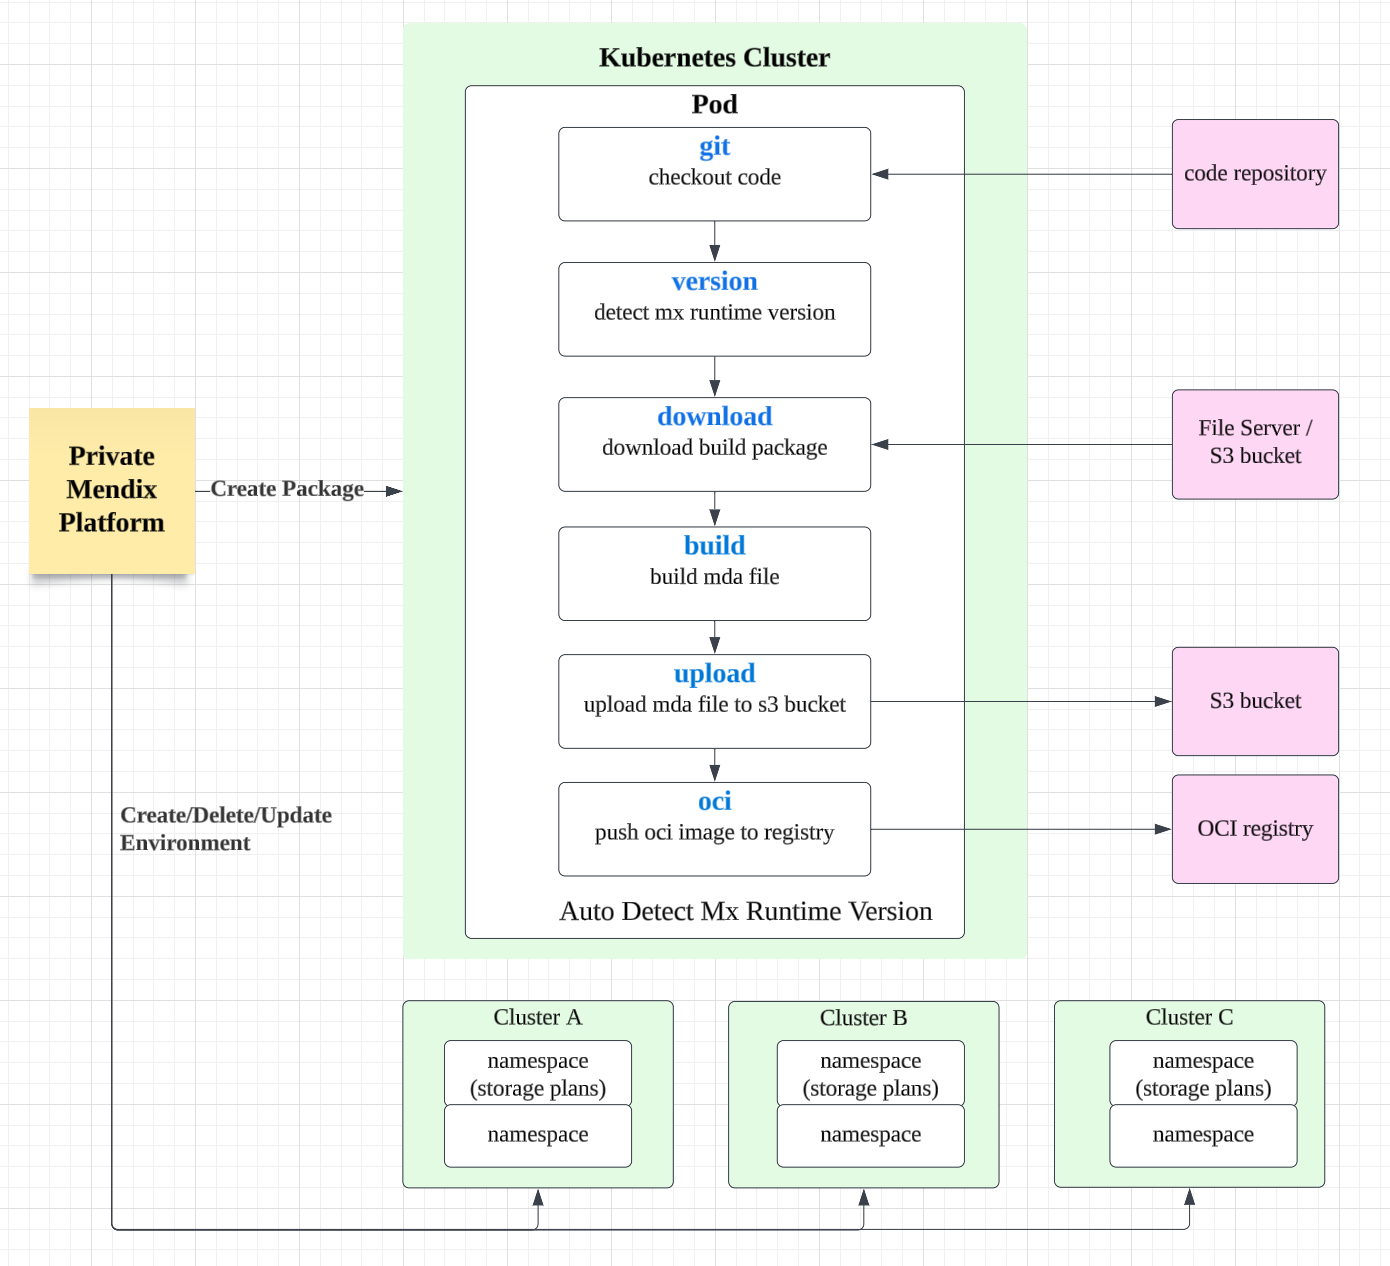 Kubernetes Cluster
Pod
git
checkout code
code repository
version
detect mx runtime version
download
download build package
File Server /
S3 bucket
Private
Mendix
Platform
Create Package
build
build mda file
upload
upload mda file to s3 bucket
S3 bucket
oci
push oci image to registry
OCI registry
Create/Delete/Update
Environment
Auto Detect Mx Runtime Version
Cluster A
namespace
(storage plans)
namespace
Cluster B
namespace
(storage plans)
namespace
Cluster C
namespace
(storage plans)
namespace